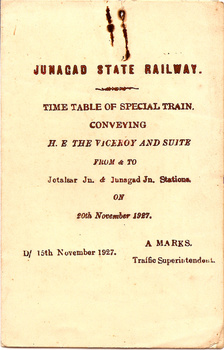 JUNAGAD STATE RAILWAY.
TIME TABLE OF SPECIAL TRAIN.
CONVEYING
H. E THE VICEROY AND SUITE
FROM & TO
Jetalsar Jn. & Junagad Jn. Stations.
ON
20th November 1927.
A MARKS.
D/ 15th November 1927.
Traffic Superintendent.